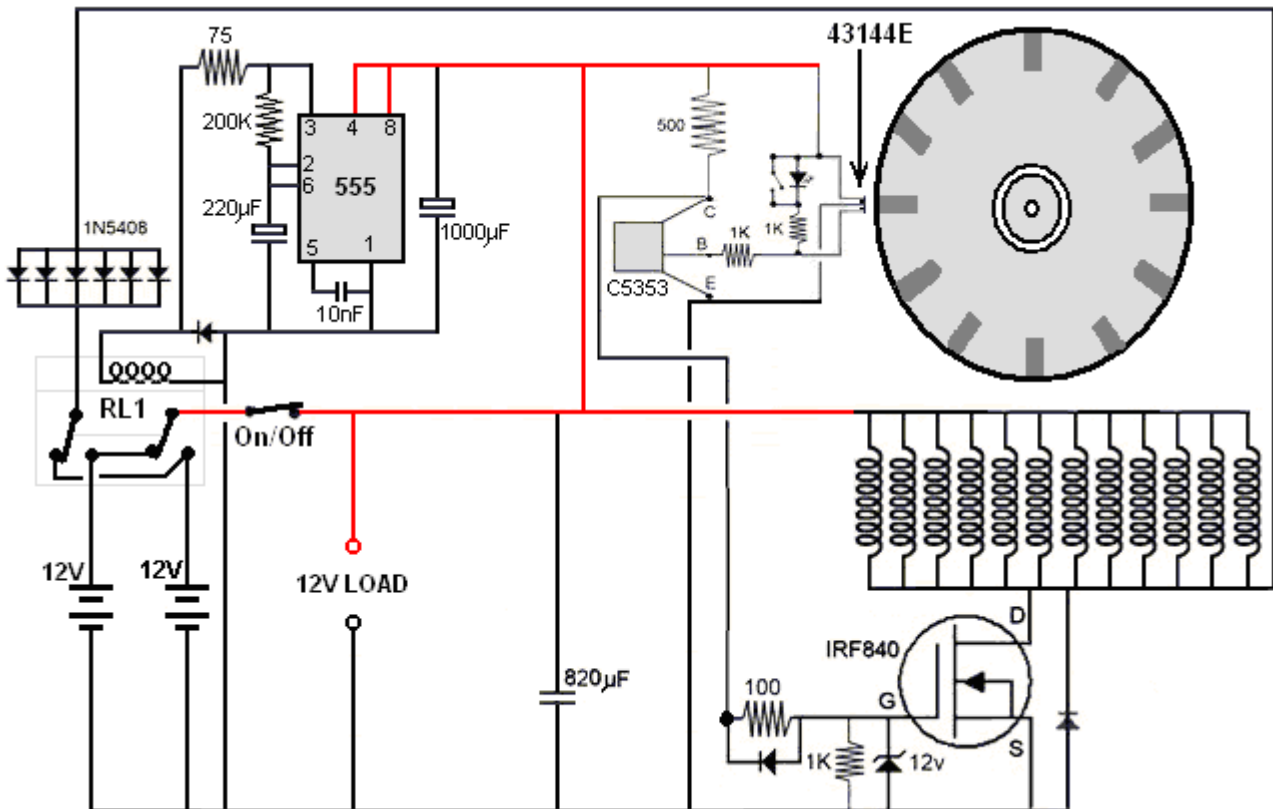 75
43144E
3 4 8
200K
500
2
6
555
220µF
1N5408
1000µF
C
1K
1K
B
5 1
C5353
E
10nF
RL1
On/Off
12V 12V
12V LOAD
D
IRF840
820µF
100
G
S
1K
12v